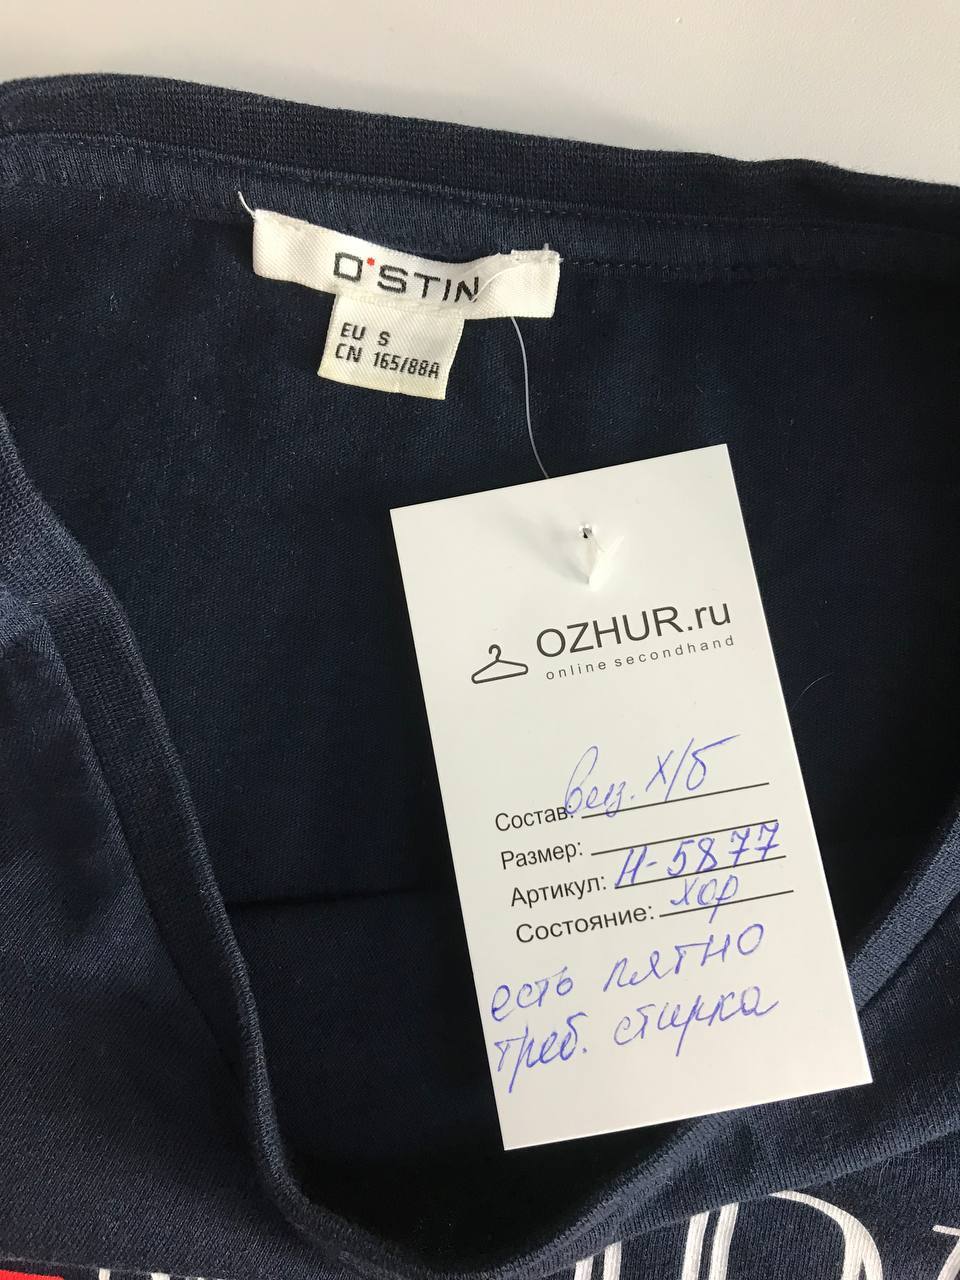 O'STIN
EU S
CN 165/88A
OZHUR.ru
online secondhand
Состав: вещ. х/б
Размер:
Артикул: Н-5877
Состояние: хор
есть пятно
треб. стирка